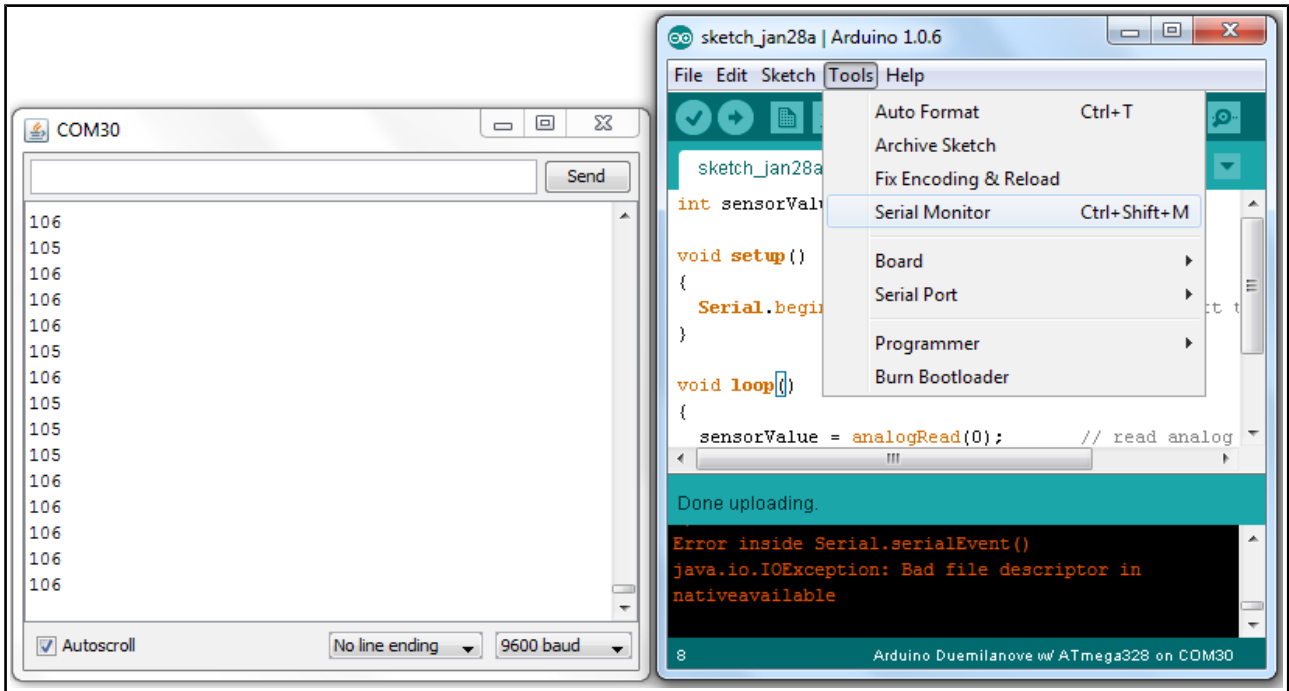 COM30
Send
106
105
106
106
106
105
106
105
105
105
106
106
106
106
106
Autoscroll
No line ending
9600 baud
sketch_jan28a | Arduino 1.0.6
File Edit Sketch Tools Help
Auto Format Ctrl+T
Archive Sketch
Fix Encoding & Reload
Serial Monitor Ctrl+Shift+M
Board
Serial Port
Programmer
Burn Bootloader
sketch_jan28a
int sensorValu
void setup()
{
Serial.begin
}
void loop()
{
sensorValue = analogRead(0); // read analog
Done uploading.
Error inside Serial.serialEvent()
java.io.IOException: Bad file descriptor in
nativeavailable
8 Arduino Duemilanove w/ ATmega328 on COM30